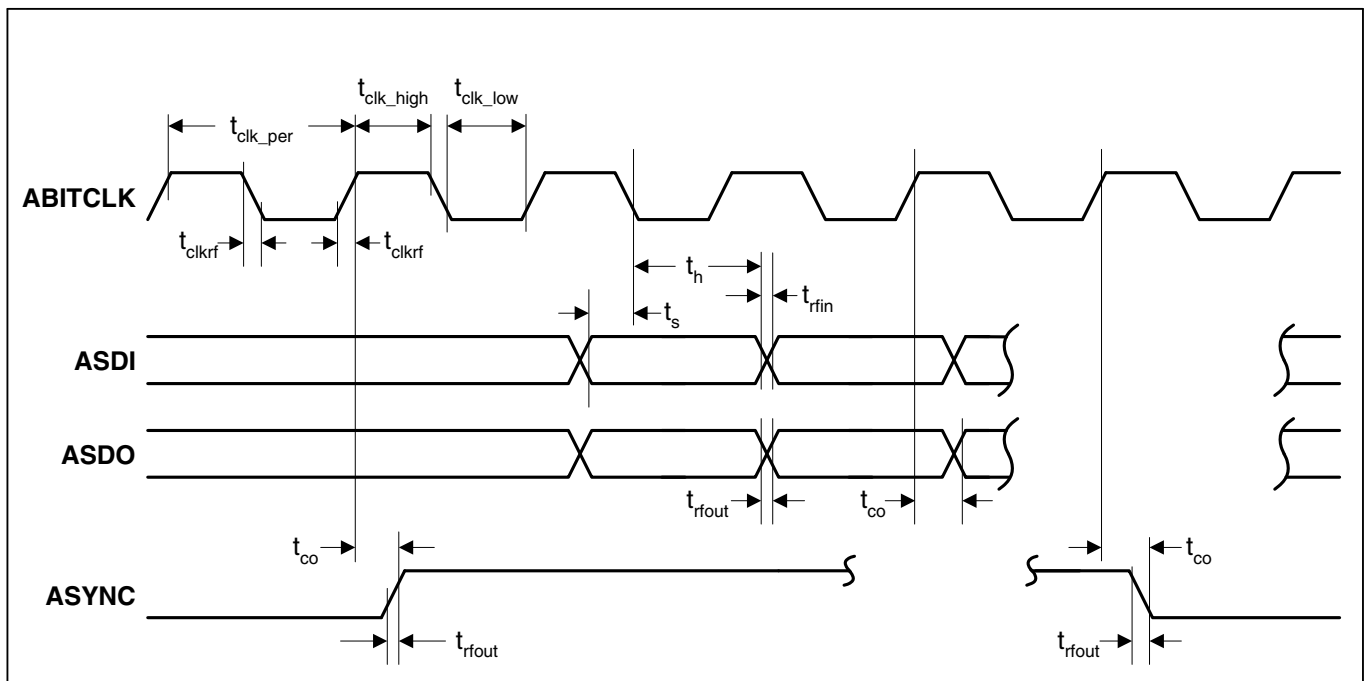 t_clk_high t_clk_low
t_clk_per
ABITCLK
t_clkrf t_clkrf
t_h
t_rfin
t_s
ASDI
ASDO
t_rfout t_co
t_co t_co
ASYNC
t_rfout t_rfout